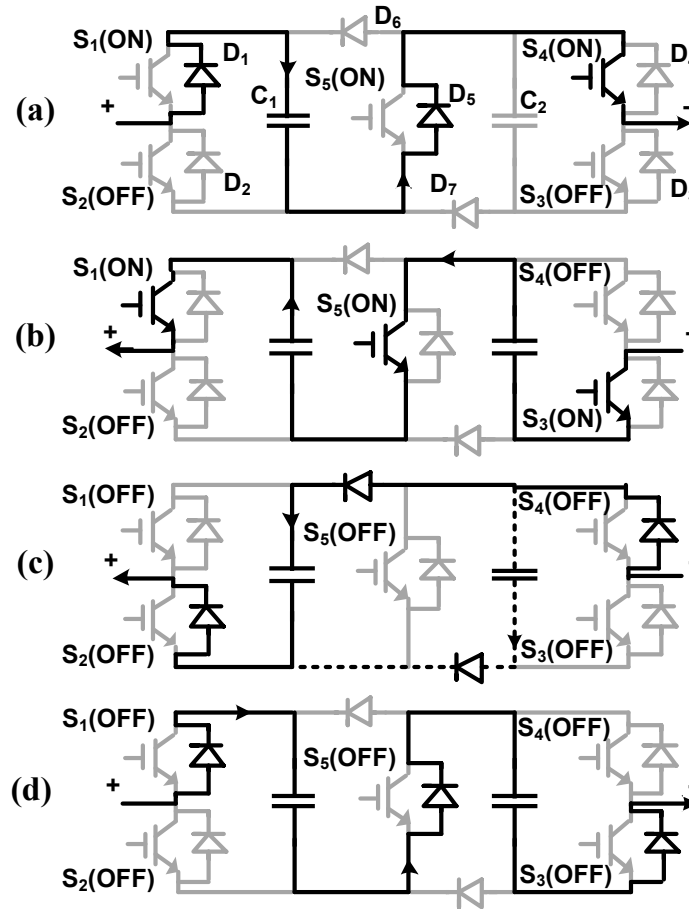 D6
S1(ON) D1 S5(ON) S4(ON)
(a) + C1 D5 C2
S2(OFF) D2 D7 S3(OFF)
S1(ON) S5(ON) S4(OFF)
(b) +
S2(OFF) S3(ON)
S1(OFF) S5(OFF) S4(OFF)
(c) +
S2(OFF) S3(OFF)
S1(OFF) S5(OFF) S4(OFF)
(d) +
S2(OFF) S3(OFF)